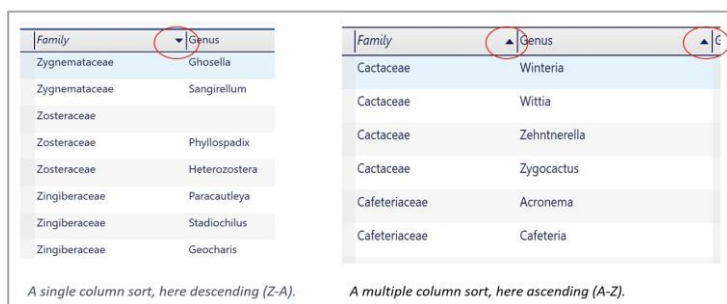 Family Genus
Zygnemataceae Ghosella
Zygnemataceae Sangirellum
Zosteraceae
Zosteraceae Phyllospadix
Zosteraceae Heterozostera
Zingiberaceae Paracautleya
Zingiberaceae Stadiochilus
Zingiberaceae Geocharis
A single column sort, here descending (Z-A).
Family Genus G
Cactaceae Winteria
Cactaceae Wittia
Cactaceae Zehntnerella
Cactaceae Zygocactus
Cafeteriaceae Acronema
Cafeteriaceae Cafeteria
A multiple column sort, here ascending (A-Z).